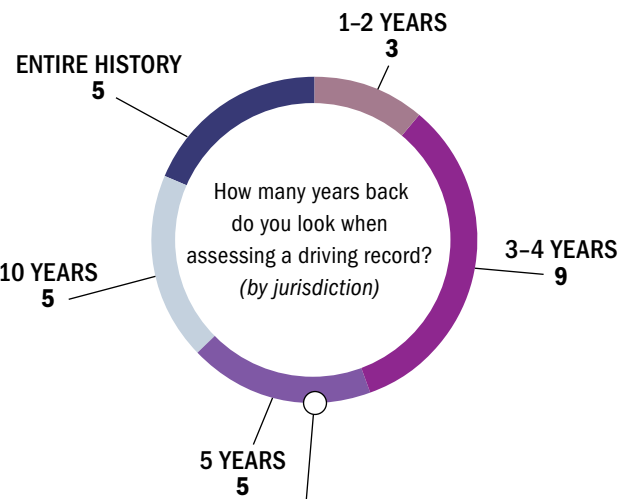 1–2 YEARS
3
ENTIRE HISTORY
5
How many years back
do you look when
assessing a driving record?
(by jurisdiction)
3–4 YEARS
9
10 YEARS
5
5 YEARS
5